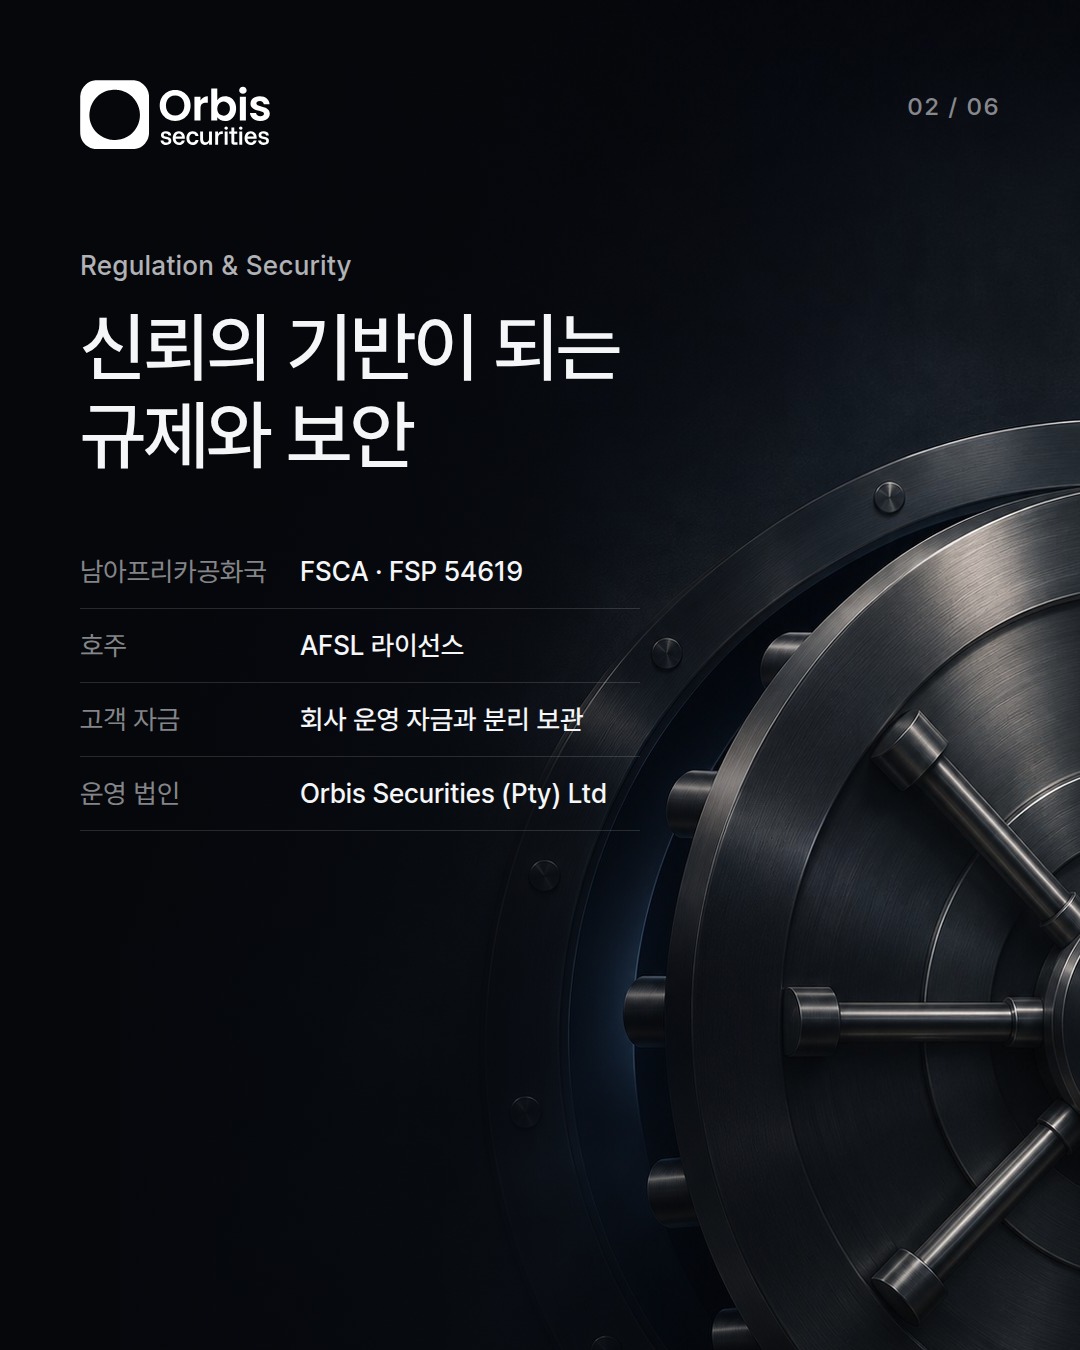 Orbis
securities
02 / 06
Regulation & Security
신뢰의 기반이 되는
규제와 보안
남아프리카공화국 FSCA · FSP 54619
호주 AFSL 라이선스
고객 자금 회사 운영 자금과 분리 보관
운영 법인 Orbis Securities (Pty) Ltd